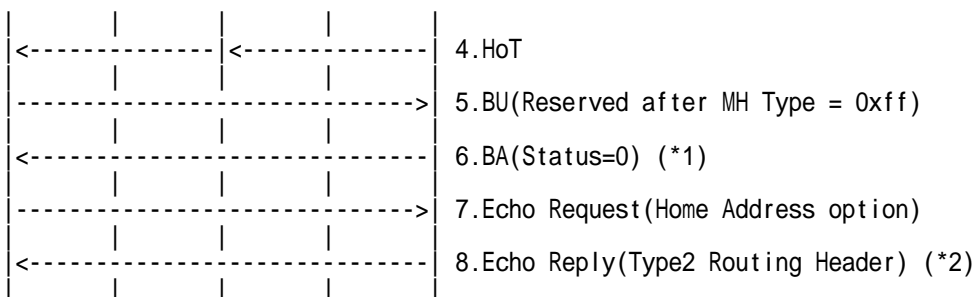 4.HoT
5.BU(Reserved after MH Type = 0xff)
6.BA(Status=0) (*1)
7.Echo Request(Home Address option)
8.Echo Reply(Type2 Routing Header) (*2)